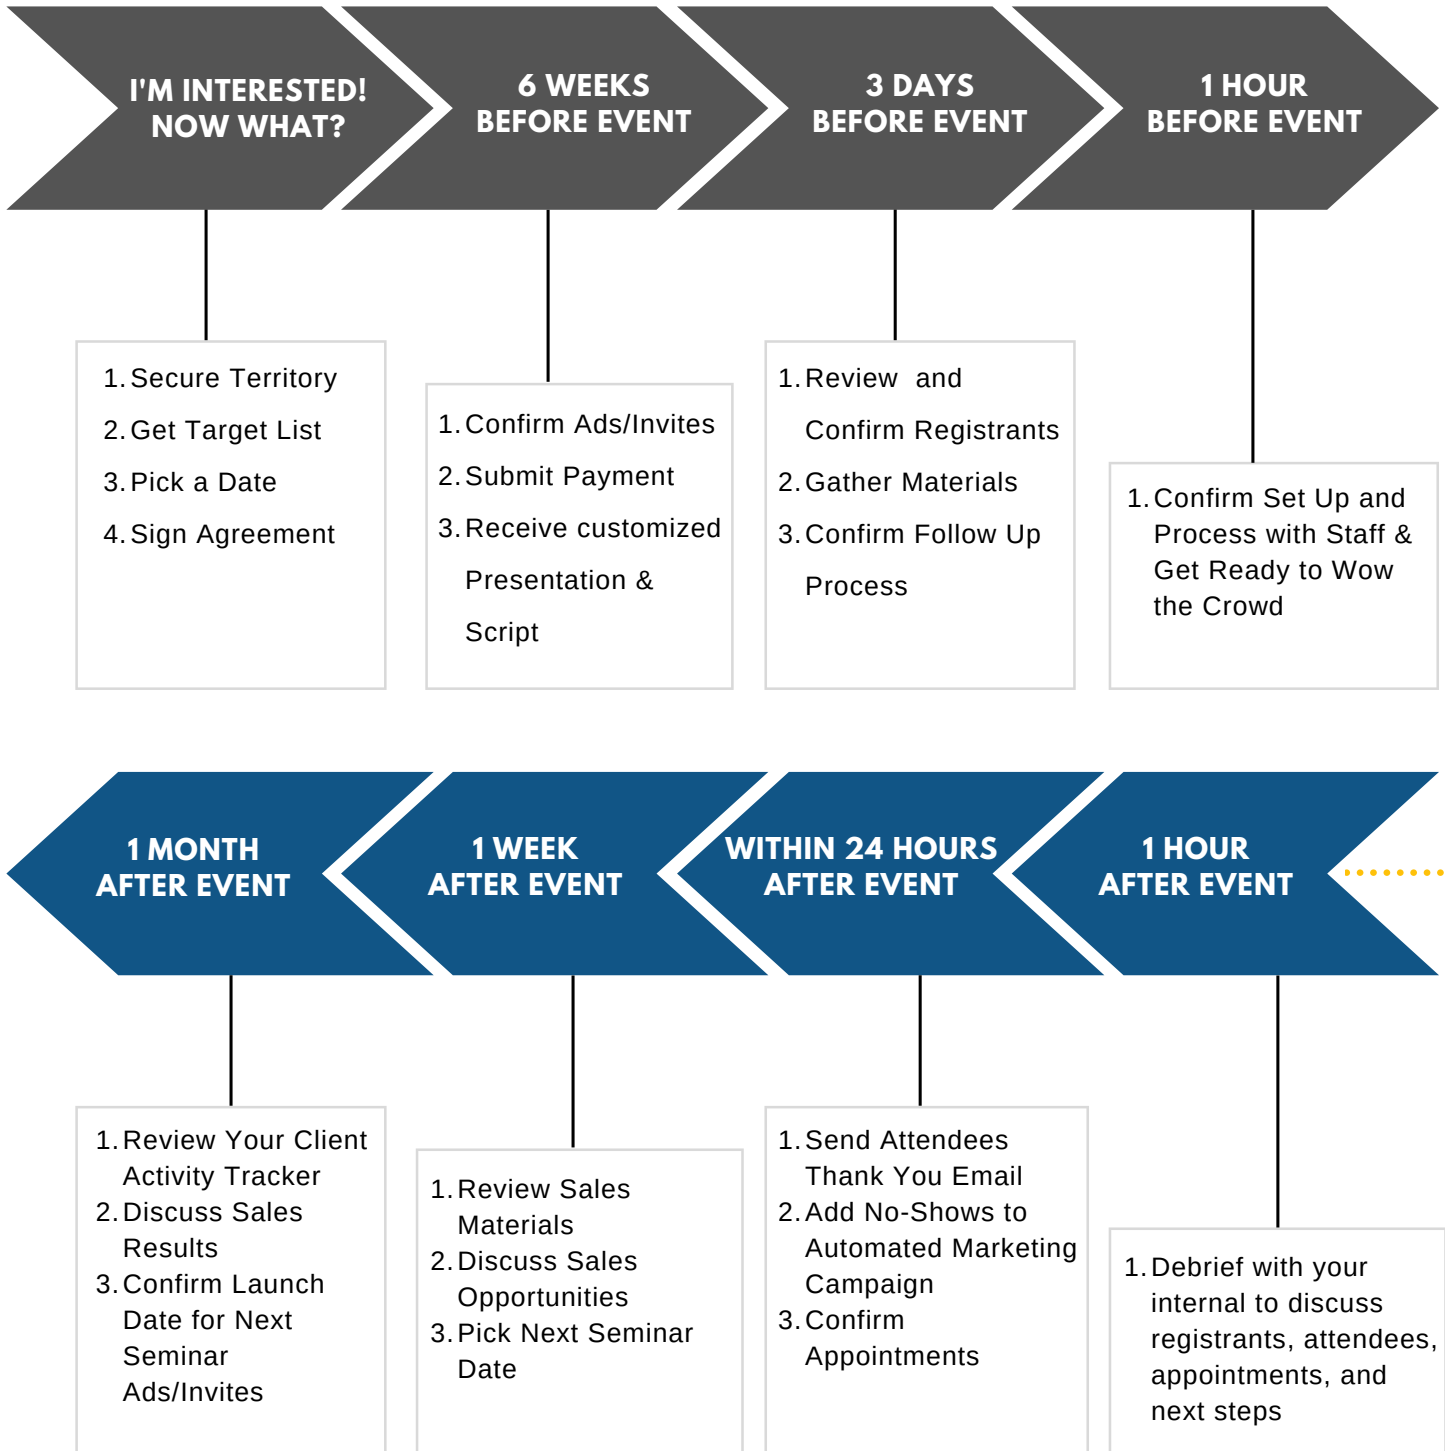 I'M INTERESTED!
NOW WHAT?
6 WEEKS
BEFORE EVENT
3 DAYS
BEFORE EVENT
1 HOUR
BEFORE EVENT
1. Secure Territory
2. Get Target List
3. Pick a Date
4. Sign Agreement
1. Confirm Ads/Invites
2. Submit Payment
3. Receive customized
Presentation &
Script
1. Review and
Confirm Registrants
2. Gather Materials
3. Confirm Follow Up
Process
1. Confirm Set Up and
Process with Staff &
Get Ready to Wow
the Crowd
1 MONTH
AFTER EVENT
1 WEEK
AFTER EVENT
WITHIN 24 HOURS
AFTER EVENT
1 HOUR
AFTER EVENT
1. Review Your Client
Activity Tracker
2. Discuss Sales
Results
3. Confirm Launch
Date for Next
Seminar
Ads/Invites
1. Review Sales
Materials
2. Discuss Sales
Opportunities
3. Pick Next Seminar
Date
1. Send Attendees
Thank You Email
2. Add No-Shows to
Automated Marketing
Campaign
3. Confirm
Appointments
1. Debrief with your
internal to discuss
registrants, attendees,
appointments, and
next steps